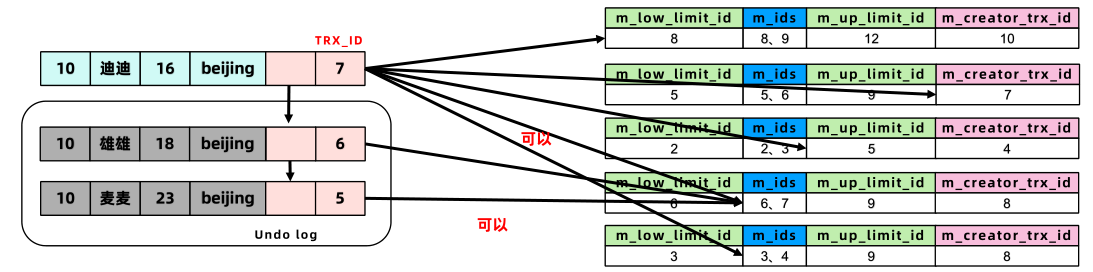 TRX_ID
10 迪迪 16 beijing 7
10 雄雄 18 beijing 6
10 麦麦 23 beijing 5
Undo log
可以
可以
m_low_limit_id m_ids m_up_limit_id m_creator_trx_id
8 8、9 12 10
m_low_limit_id m_ids m_up_limit_id m_creator_trx_id
5 5、6 9 7
m_low_limit_id m_ids m_up_limit_id m_creator_trx_id
2 2、3 5 4
m_low_limit_id m_ids m_up_limit_id m_creator_trx_id
6 6、7 9 8
m_low_limit_id m_ids m_up_limit_id m_creator_trx_id
3 3、4 9 8